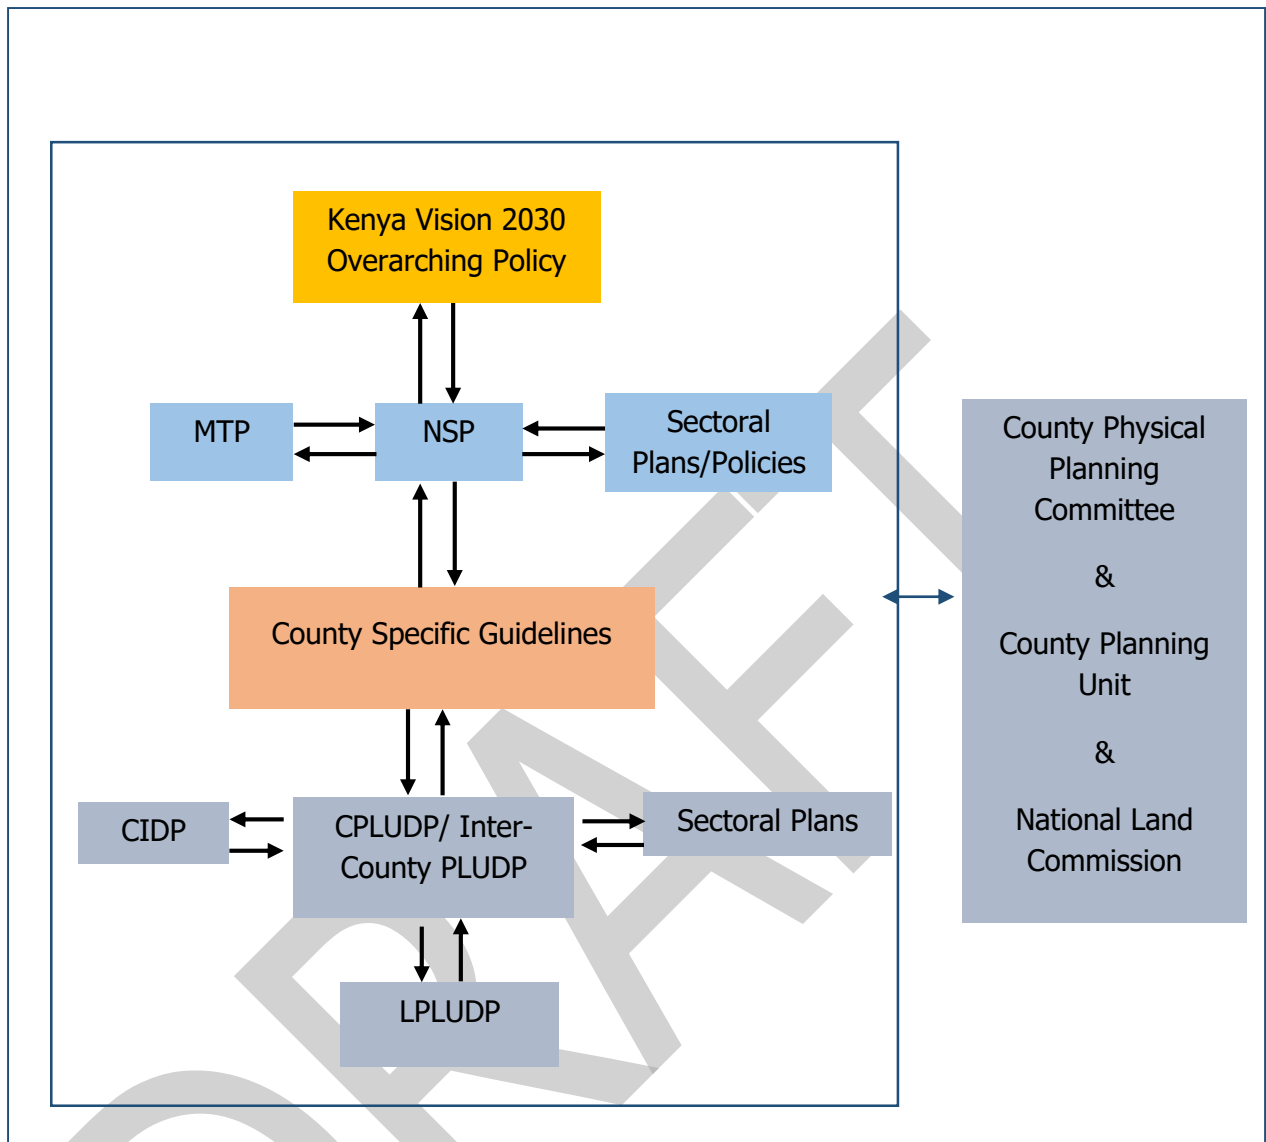 Kenya Vision 2030
Overarching Policy
MTP
NSP
Sectoral
Plans/Policies
County Specific Guidelines
CIDP
CPLUDP/ Inter-
County PLUDP
Sectoral Plans
LPLUDP
County Physical
Planning
Committee
&
County Planning
Unit
&
National Land
Commission
DRAFT